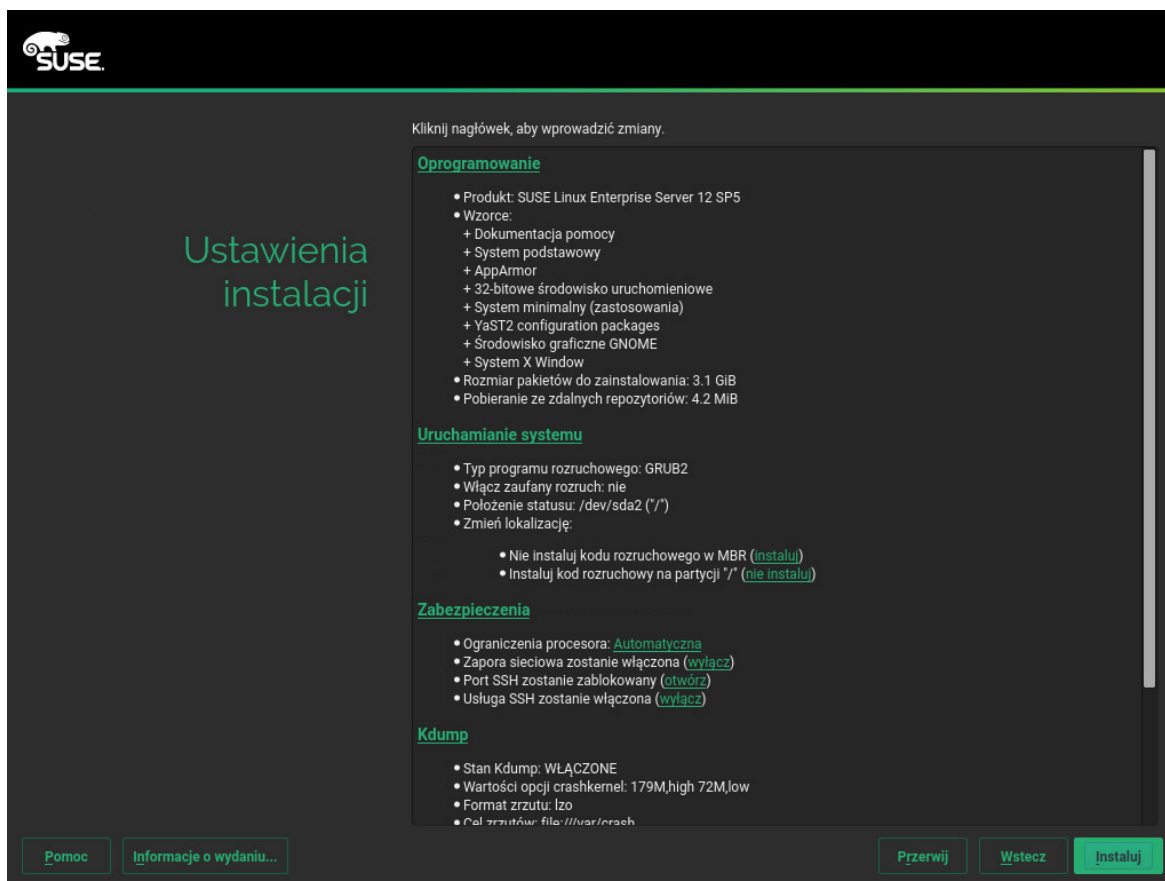 SUSE.
Kliknij nagłówek, aby wprowadzić zmiany.
Ustawienia
instalacji
Oprogramowanie
• Produkt: SUSE Linux Enterprise Server 12 SP5
• Wzorce:
+ Dokumentacja pomocy
+ System podstawowy
+ AppArmor
+ 32-bitowe środowisko uruchomieniowe
+ System minimalny (zastosowania)
+ YaST2 configuration packages
+ Środowisko graficzne GNOME
+ System X Window
• Rozmiar pakietów do zainstalowania: 3.1 GiB
• Pobieranie ze zdalnych repozytoriów: 4.2 MiB
Uruchamianie systemu
• Typ programu rozruchowego: GRUB2
• Włącz zaufany rozruch: nie
• Położenie statusu: /dev/sda2 ("/")
• Zmień lokalizację:
• Nie instaluj kodu rozruchowego w MBR (instaluj)
• Instaluj kod rozruchowy na partycji "/" (nie instaluj)
Zabezpieczenia
• Ograniczenia procesora: Automatyczna
• Zapora sieciowa zostanie włączona (wyłącz)
• Port SSH zostanie zablokowany (otwórz)
• Usługa SSH zostanie włączona (wyłącz)
Kdump
• Stan Kdump: WŁĄCZONE
• Wartości opcji crashkernel: 179M,high 72M,low
• Format zrzutu: lzo
• Cel zrzutów: file:///var/crash
Pomoc
Informacje o wydaniu...
Przerwij
Wstecz
Instaluj